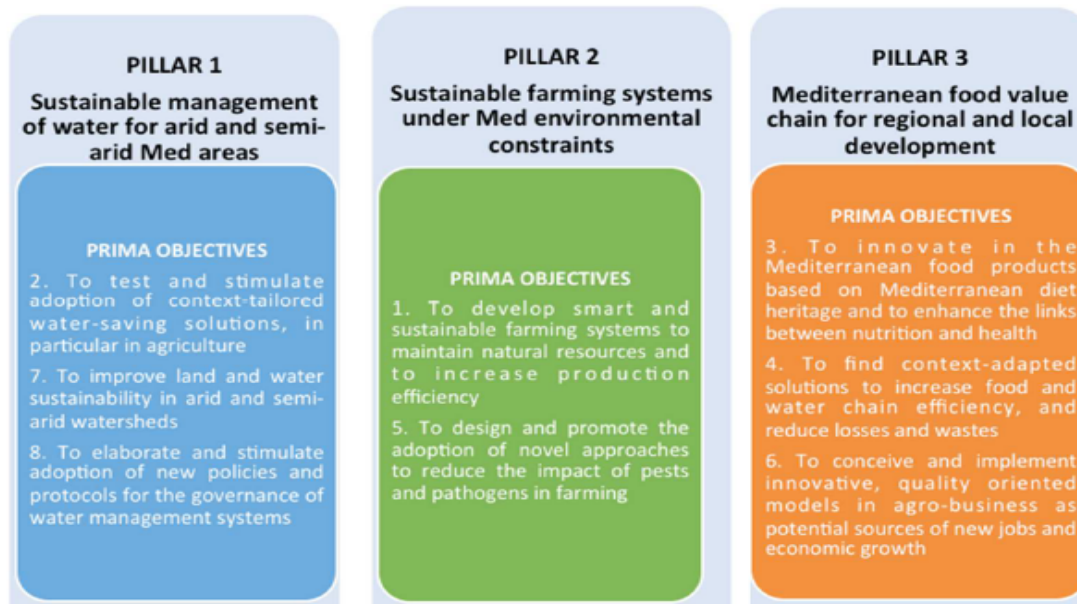 PILLAR 1
Sustainable management
of water for arid and semi-
arid Med areas
PRIMA OBJECTIVES
2. To test and stimulate
adoption of context-tailored
water-saving solutions, in
particular in agriculture
7. To improve land and water
sustainability in arid and semi-
arid watersheds
8. To elaborate and stimulate
adoption of new policies and
protocols for the governance of
water management systems
PILLAR 2
Sustainable farming systems
under Med environmental
constraints
PRIMA OBJECTIVES
1. To develop smart and
sustainable farming systems to
maintain natural resources and
to increase production
efficiency
5. To design and promote the
adoption of novel approaches
to reduce the impact of pests
and pathogens in farming
PILLAR 3
Mediterranean food value
chain for regional and local
development
PRIMA OBJECTIVES
3. To innovate in the
Mediterranean food products
based on Mediterranean diet
heritage and to enhance the links
between nutrition and health
4. To find context-adapted
solutions to increase food and
water chain efficiency, and
reduce losses and wastes
6. To conceive and implement
innovative, quality oriented
models in agro-business as
potential sources of new jobs and
economic growth